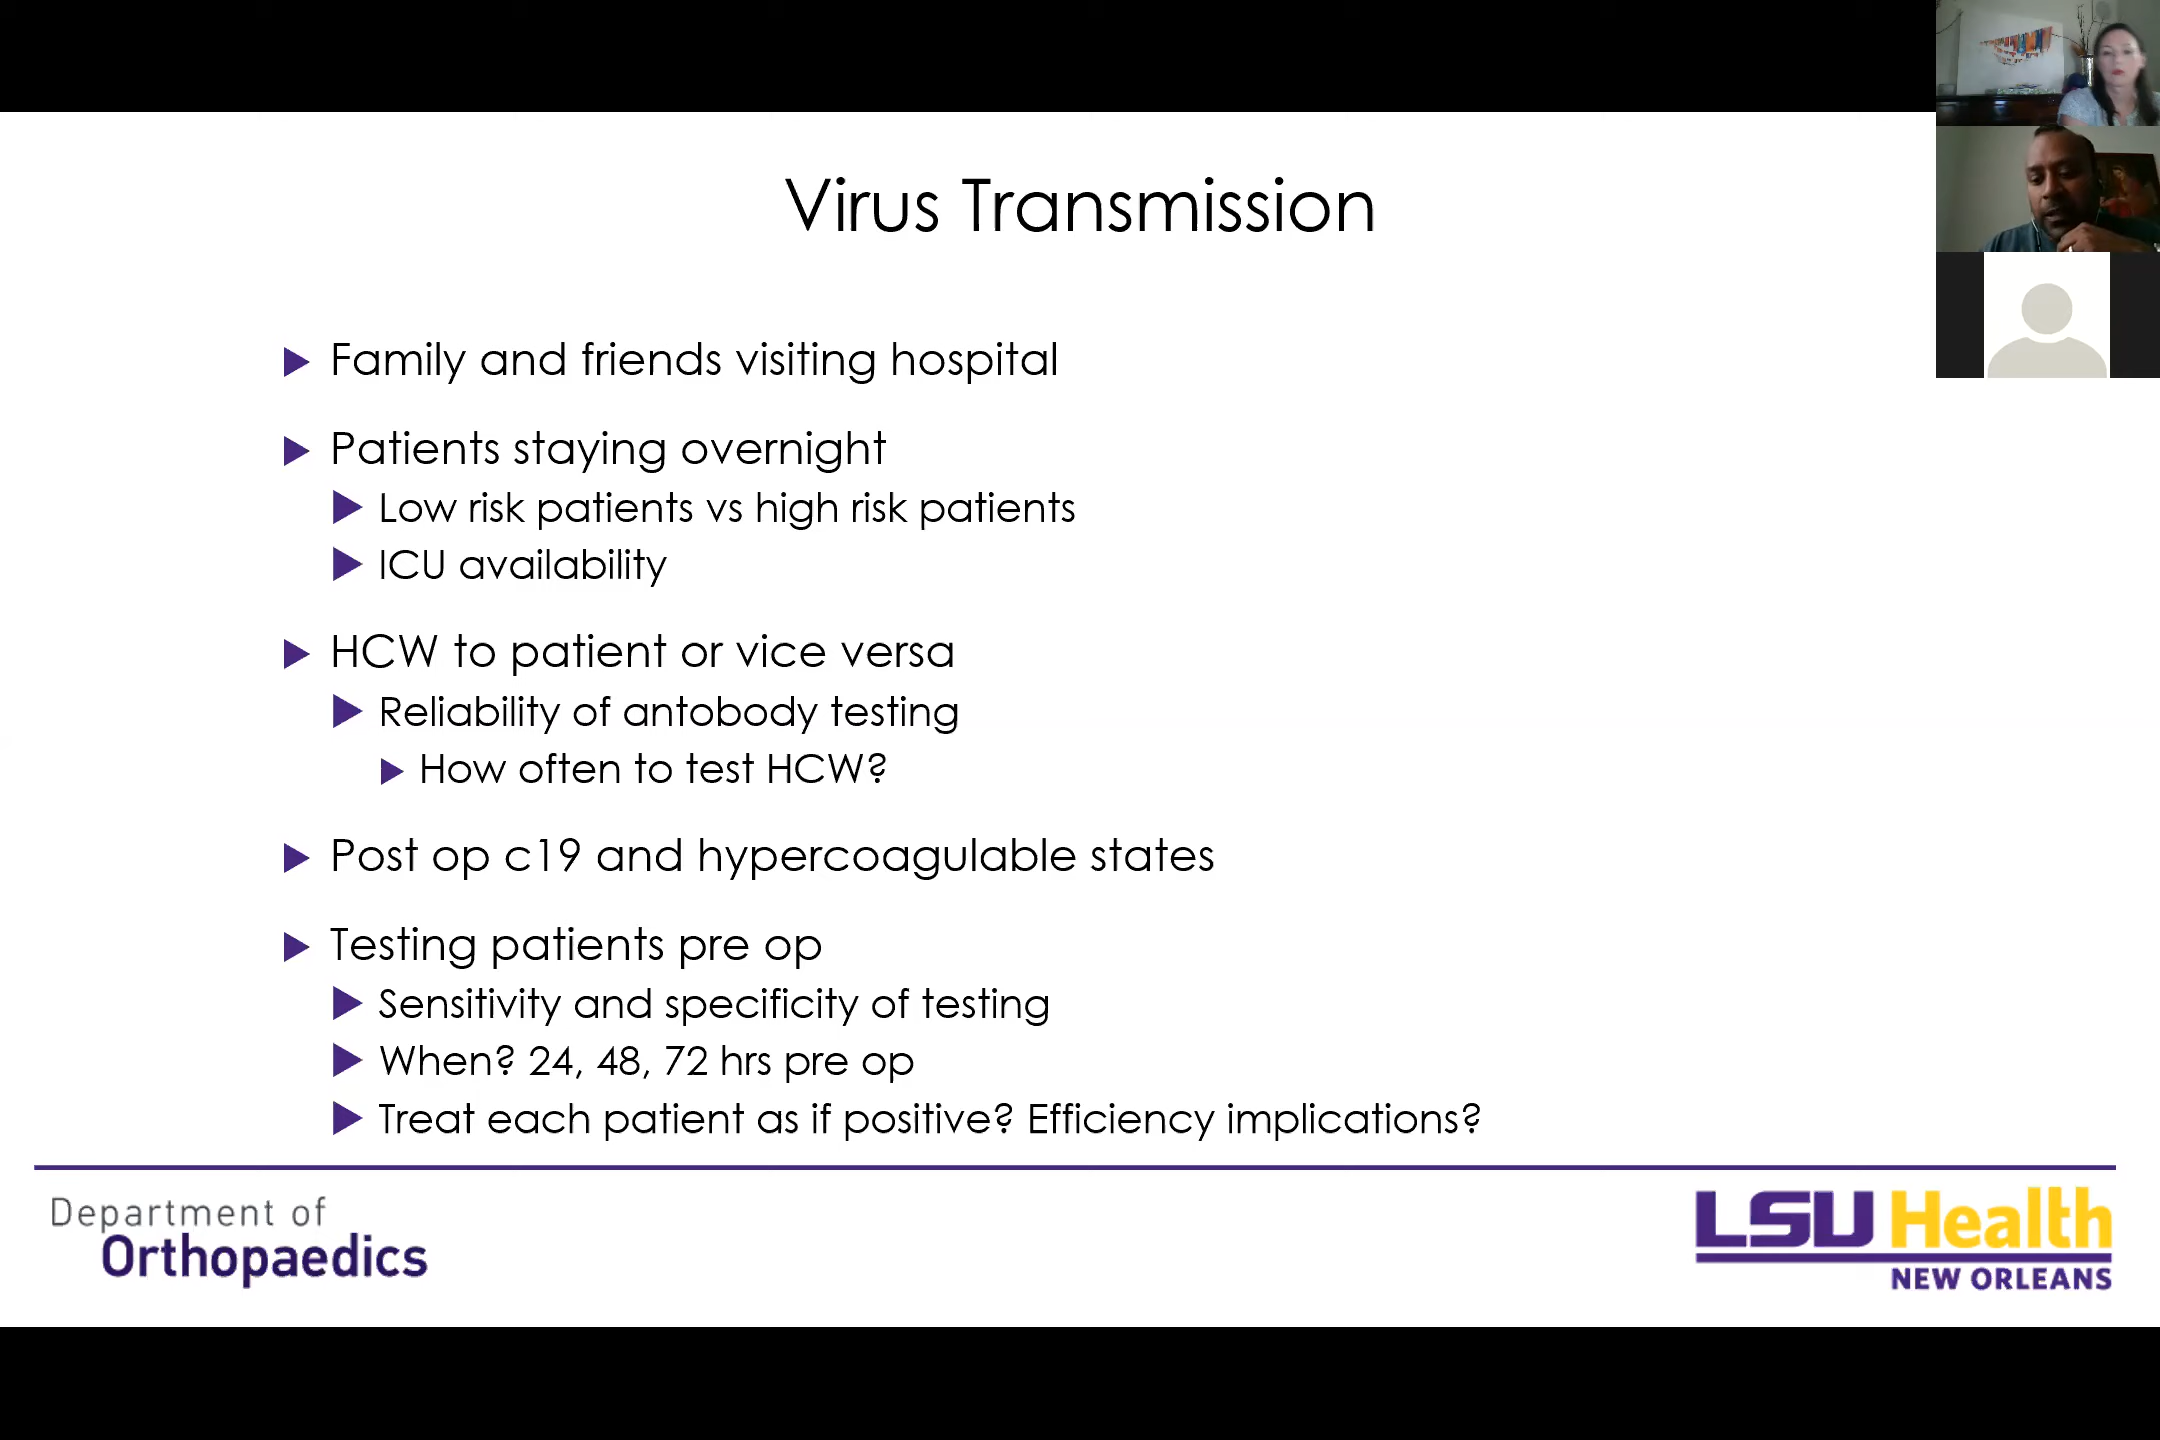 Virus Transmission
Family and friends visiting hospital
Patients staying overnight
Low risk patients vs high risk patients
ICU availability
HCW to patient or vice versa
Reliability of antobody testing
How often to test HCW?
Post op c19 and hypercoagulable states
Testing patients pre op
Sensitivity and specificity of testing
When? 24, 48, 72 hrs pre op
Treat each patient as if positive? Efficiency implications?
Department of
Orthopaedics
LSU Health
NEW ORLEANS